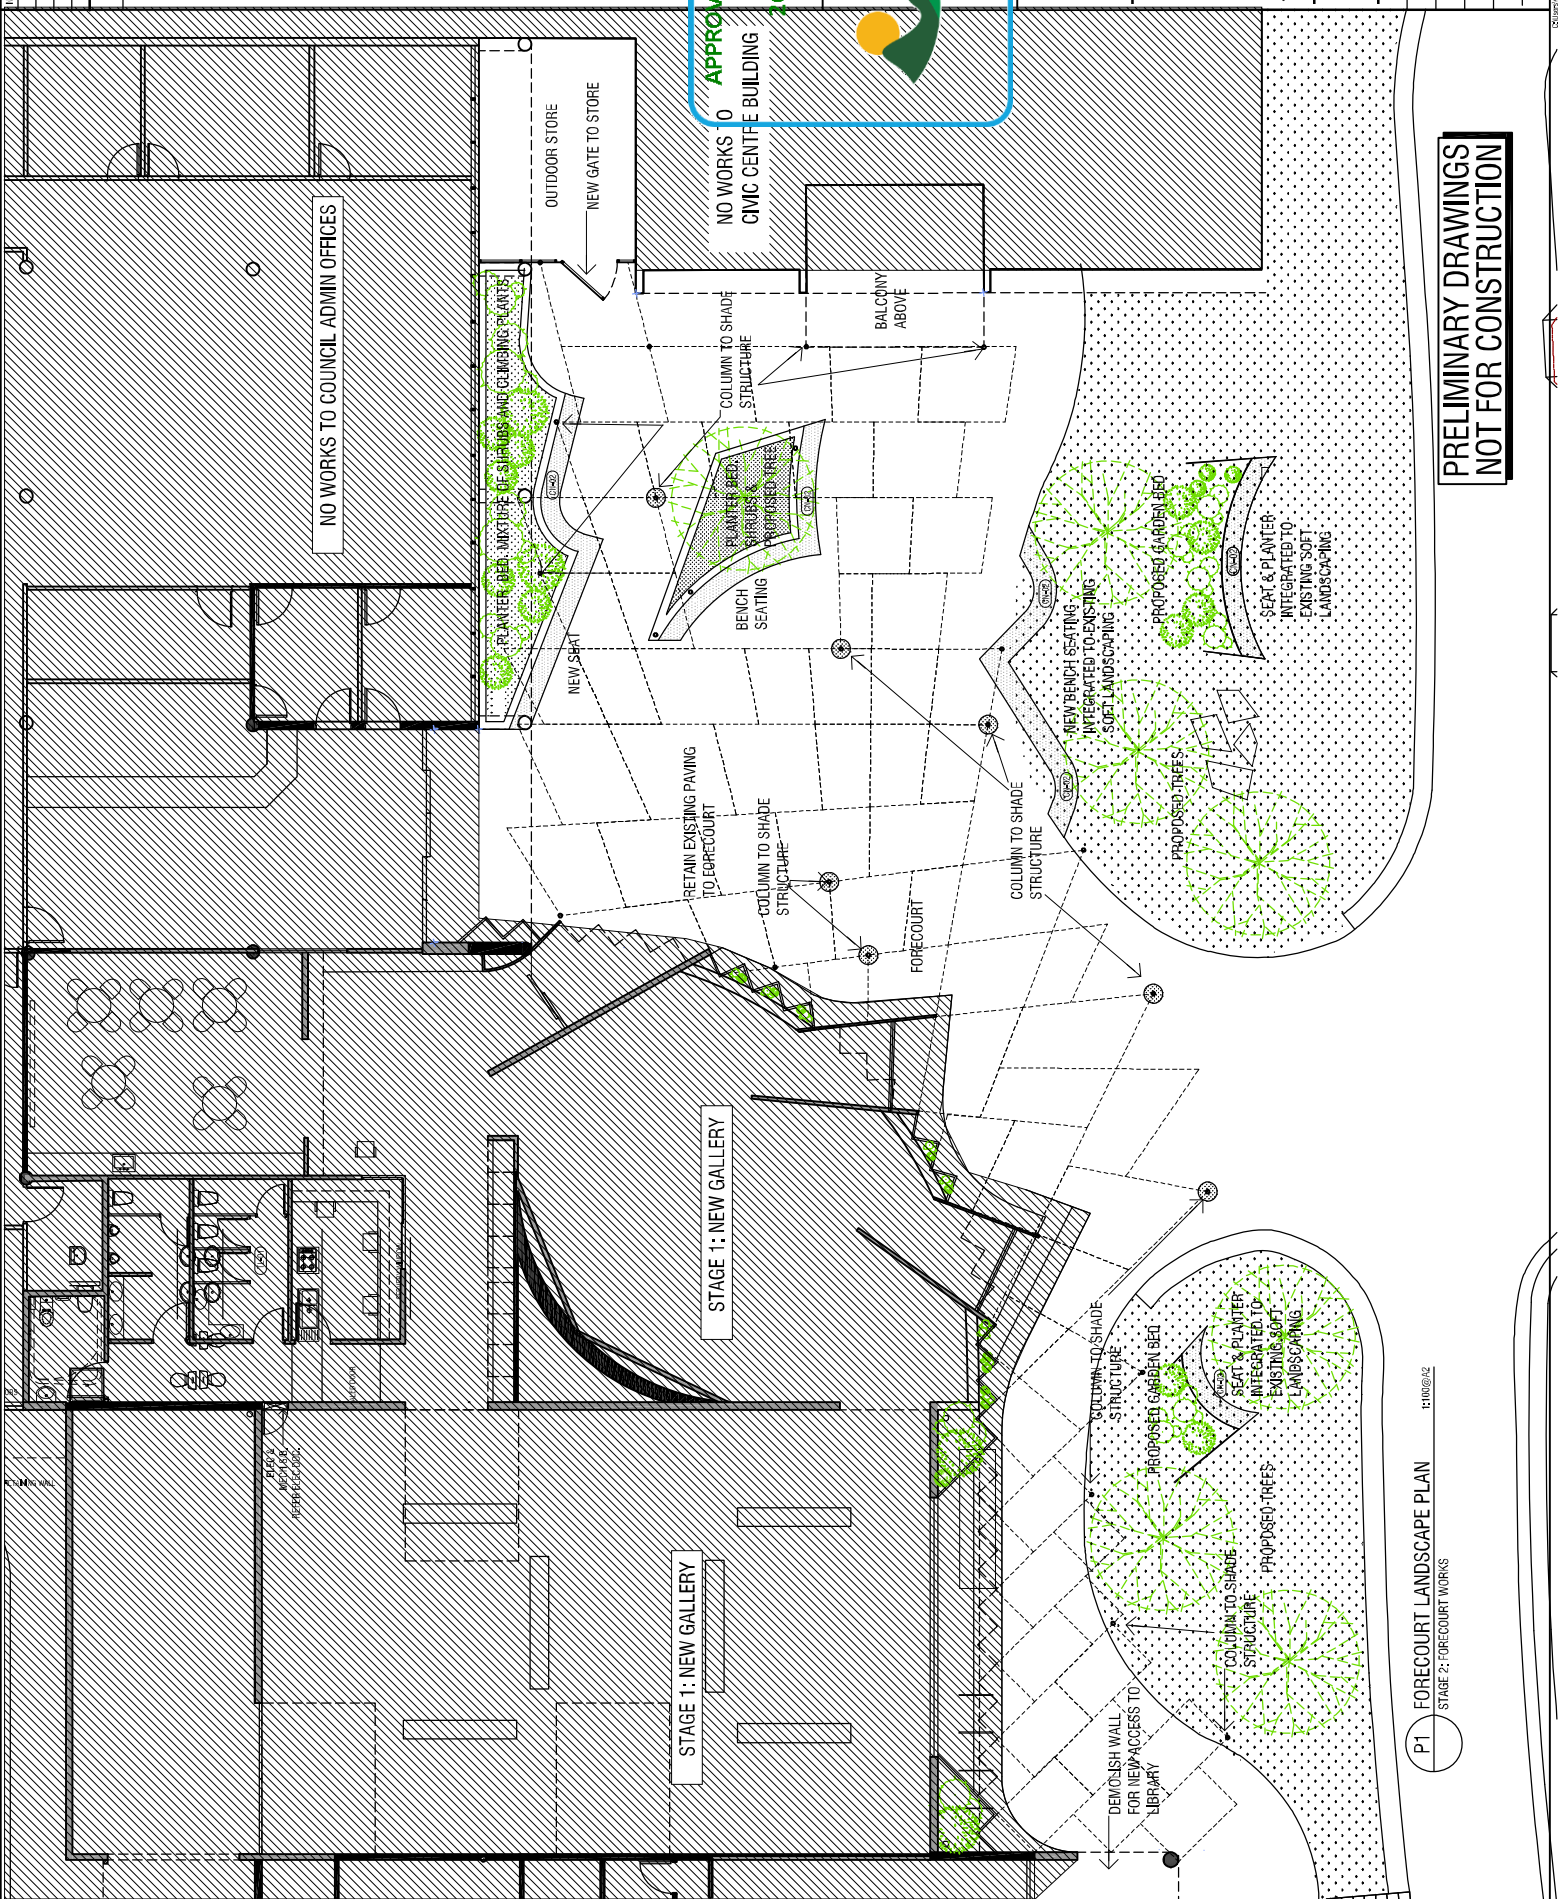 NO WORKS TO COUNCIL ADMIN OFFICES
OUTDOOR STORE
NEW GATE TO STORE
APPROV
NO WORKS TO
CIVIC CENTRE BUILDING
PLANTER BED. MIXTURE OF SHRUBS AND CLIMBING PLANTS
COLUMN TO SHADE
STRUCTURE
BALCONY
ABOVE
PLANTER BED.
SHRUBS &
PROPOSED TREE
BENCH
SEATING
NEW SEAT
NEW BENCH SEATING
INTEGRATED TO EXISTING
SOFT LANDSCAPING
PROPOSED GARDEN BED
SEAT & PLANTER
INTEGRATED TO
EXISTING SOFT
LANDSCAPING
PROPOSED TREES
RETAIN EXISTING PAVING
TO FORECOURT
COLUMN TO SHADE
STRUCTURE
FORECOURT
COLUMN TO SHADE
STRUCTURE
STAGE 1: NEW GALLERY
COLUMN TO SHADE
STRUCTURE
PROPOSED GARDEN BED
SEAT & PLANTER
INTEGRATED TO
EXISTING SOFT
LANDSCAPING
PROPOSED TREES
ELEC &
MECH S.B.
REFER ELEC. DOC.
STAGE 1: NEW GALLERY
COLUMN TO SHADE
STRUCTURE
DEMOLISH WALL
FOR NEW ACCESS TO
LIBRARY
PRELIMINARY DRAWINGS
NOT FOR CONSTRUCTION
P1
FORECOURT LANDSCAPE PLAN
1:100@A2
STAGE 2: FORECOURT WORKS